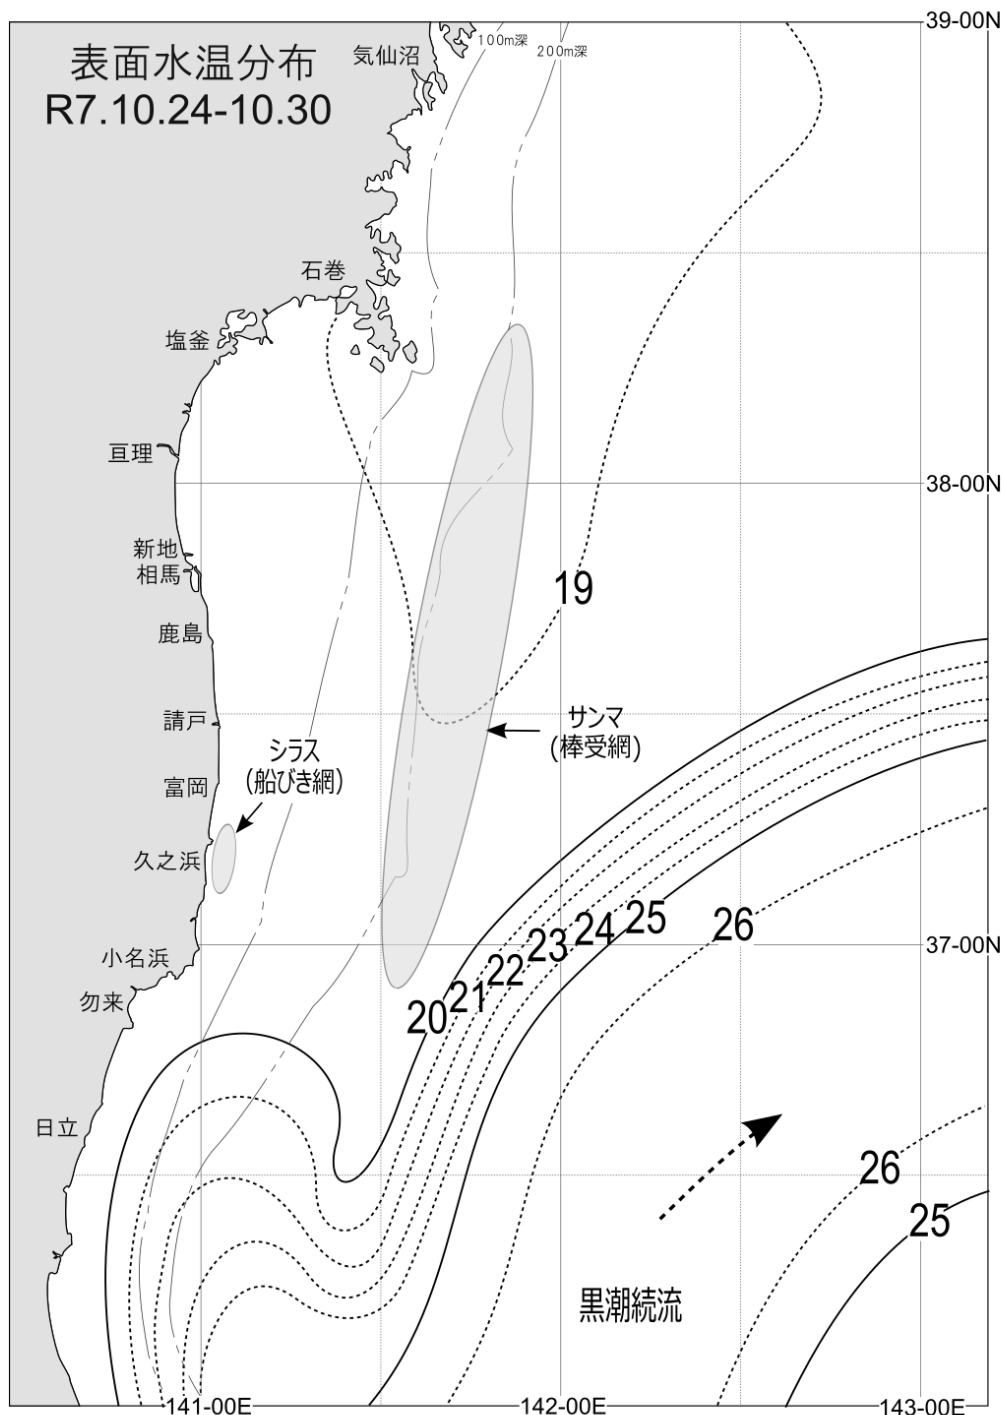 表面水温分布
R7.10.24-10.30
気仙沼
100m深
200m深
39-00N
石巻
塩釜
亘理
38-00N
新地
相馬
19
鹿島
請戸
サンマ
(棒受網)
シラス
(船びき網)
富岡
久之浜
小名浜
勿来
37-00N
20
21
22
23
24
25
26
日立
26
25
黒潮続流
141-00E
142-00E
143-00E
36-00N